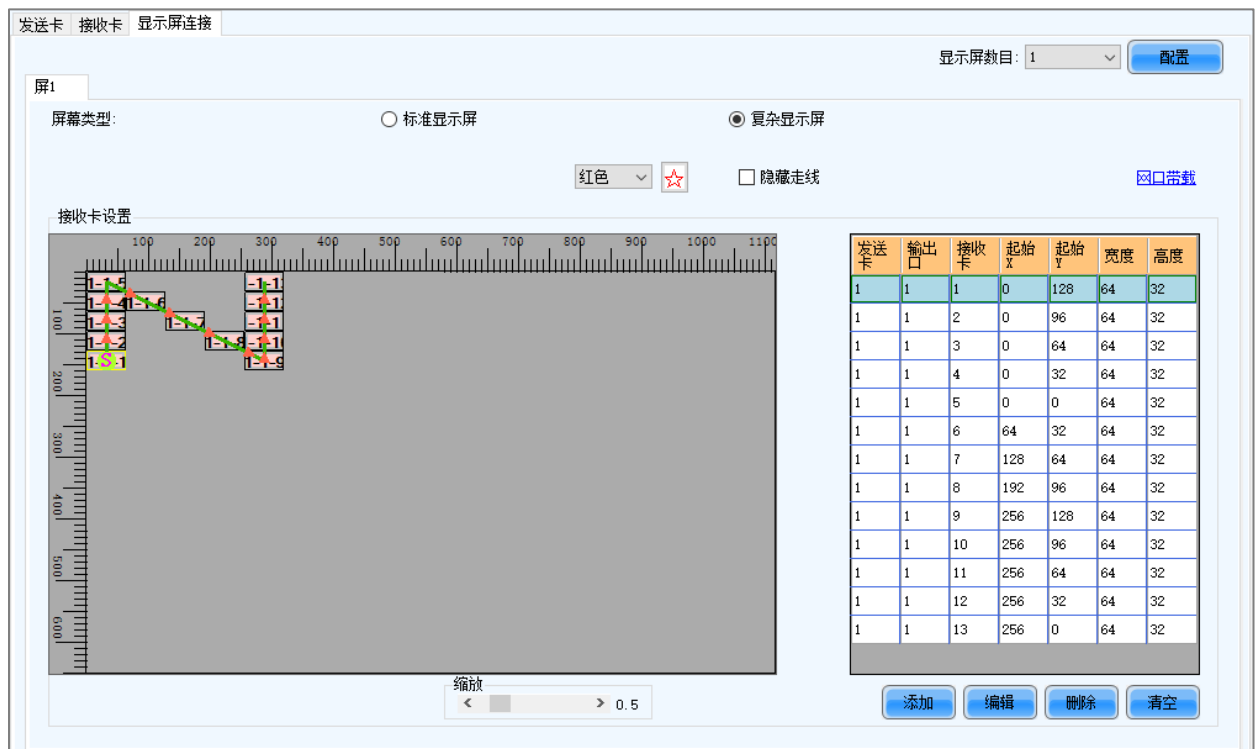 发送卡 接收卡 显示屏连接
显示屏数目: 1 配置
屏1
屏幕类型: 标准显示屏 复杂显示屏
红色 隐藏走线 网口带载
接收卡设置
100 200 300 400 500 600 700 800 900 1000 1100
100
200
300
400
500
600
1-1-5
1-1-4
1-1-3
1-1-2
S
1-1-6
1-1-7
1-1-8
1-1-9
发送卡 输出口 接收卡 起始X 起始Y 宽度 高度
1 1 1 0 128 64 32
1 1 2 0 96 64 32
1 1 3 0 64 64 32
1 1 4 0 32 64 32
1 1 5 0 0 64 32
1 1 6 64 32 64 32
1 1 7 128 64 64 32
1 1 8 192 96 64 32
1 1 9 256 128 64 32
1 1 10 256 96 64 32
1 1 11 256 64 64 32
1 1 12 256 32 64 32
1 1 13 256 0 64 32
缩放
0.5
添加 编辑 删除 清空